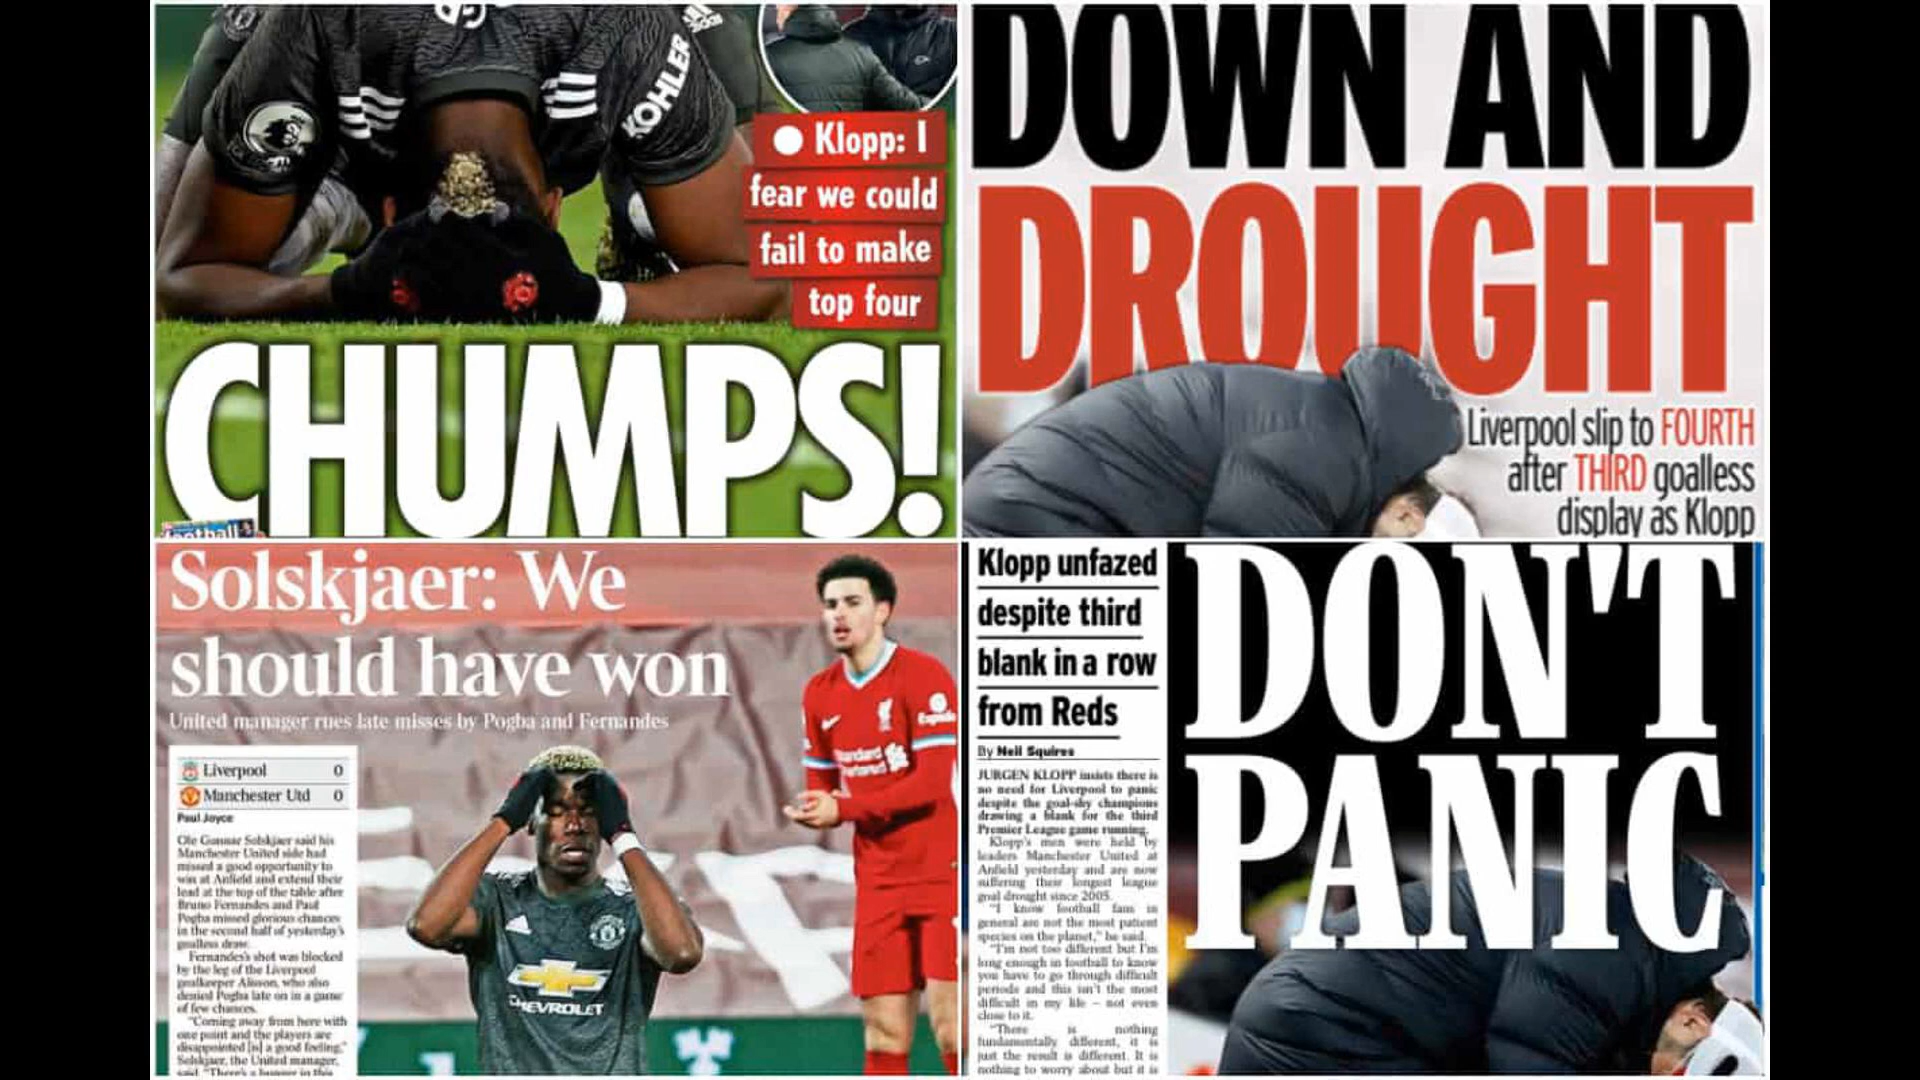 KOHLER
Klopp: I
fear we could
fail to make
top four
CHUMPS!
football
DOWN AND
DROUGHT
Liverpool slip to FOURTH
after THIRD goalless
display as Klopp
Solskjaer: We
should have won
United manager rues late misses by Pogba and Fernandes
Liverpool 0
Manchester Utd 0
Paul Joyce
Ole Gunnar Solskjaer said his
Manchester United side had
missed a good opportunity to
win at Anfield and extend their
lead at the top of the table after
Bruno Fernandes and Paul
Pogba missed glorious chances
in the second half of yesterday's
goalless draw.
Fernandes's shot was blocked
by the leg of the Liverpool
goalkeeper Alisson, who also
denied Pogba late on in a game
of few chances.
"Coming away from here with
one point and the players are
disappointed [is] a good feeling,"
Solskjaer, the United manager,
said. "There's a hunger in this
Standard
Chartered
Expedia
CHEVROLET
Klopp unfazed
despite third
blank in a row
from Reds
By Neil Squires
JURGEN KLOPP insists there is
no need for Liverpool to panic
despite the goal-shy champions
drawing a blank for the third
Premier League game running.
Klopp's men were held by
leaders Manchester United at
Anfield yesterday and are now
suffering their longest league
goal drought since 2005.
"I know football fans in
general are not the most patient
species on the planet," he said.
"I'm not too different but I'm
long enough in football to know
you have to go through difficult
periods and this isn't the most
difficult in my life – not even
close to it.
"There is nothing
fundamentally different, it is
just the result is different. It is
nothing to worry about but it is
DON'T
PANIC